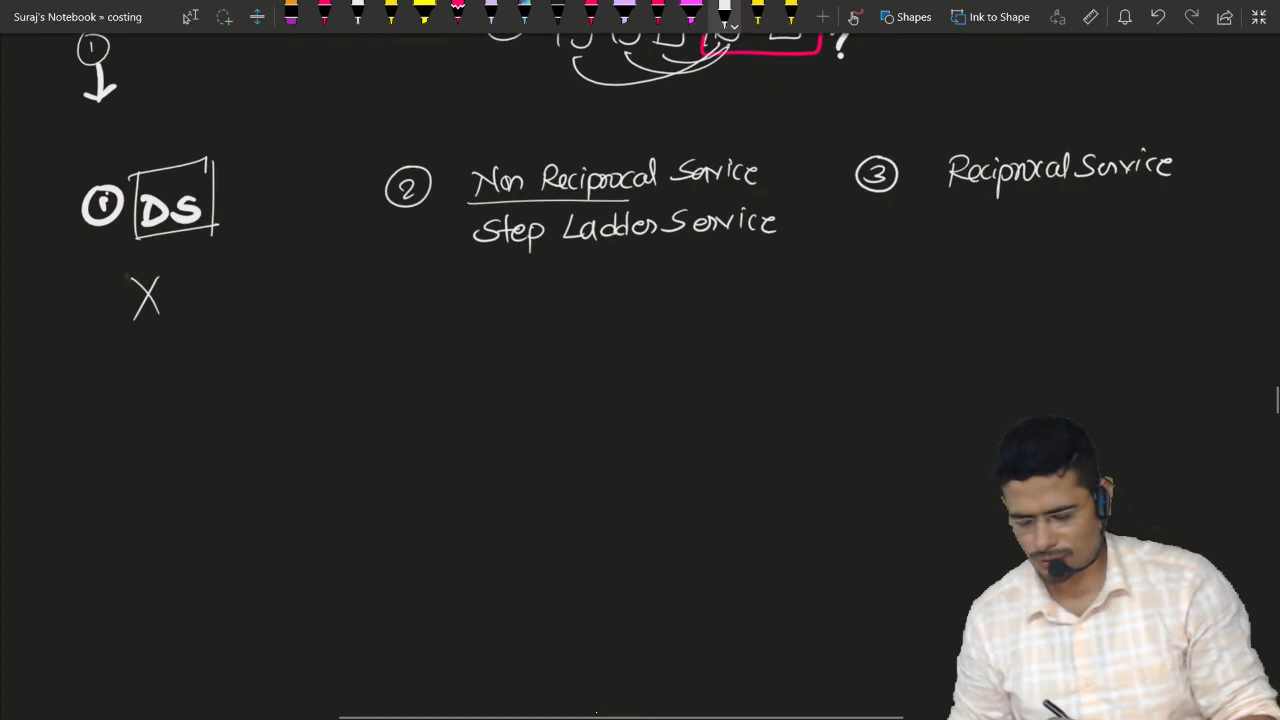 Suraj's Notebook » costing
Shapes
Ink to Shape
1
?
1 DS
2 Non Reciprocal Service
Step Ladder Service
3 Reciprocal Service
X